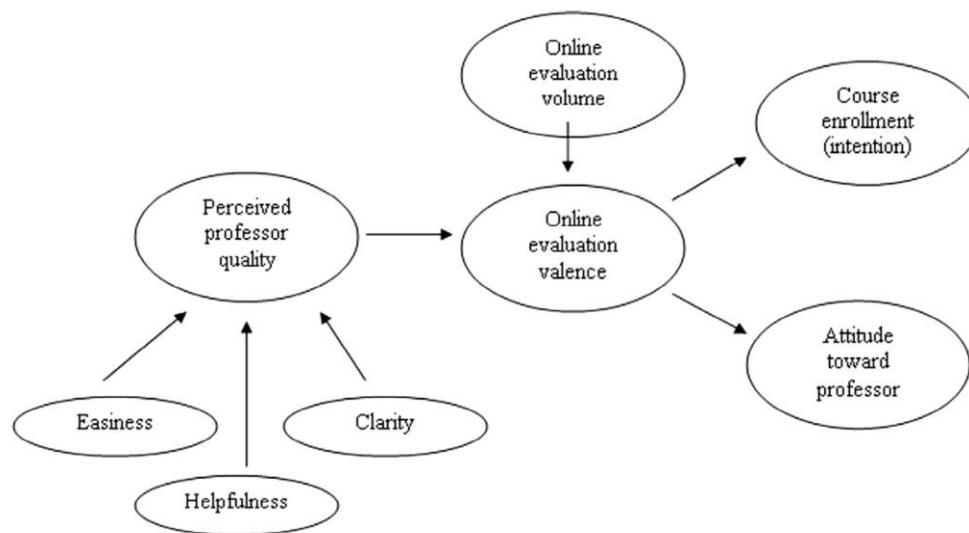 Online
evaluation
volume
Course
enrollment
(intention)
Perceived
professor
quality
Online
evaluation
valence
Attitude
toward
professor
Easiness
Clarity
Helpfulness